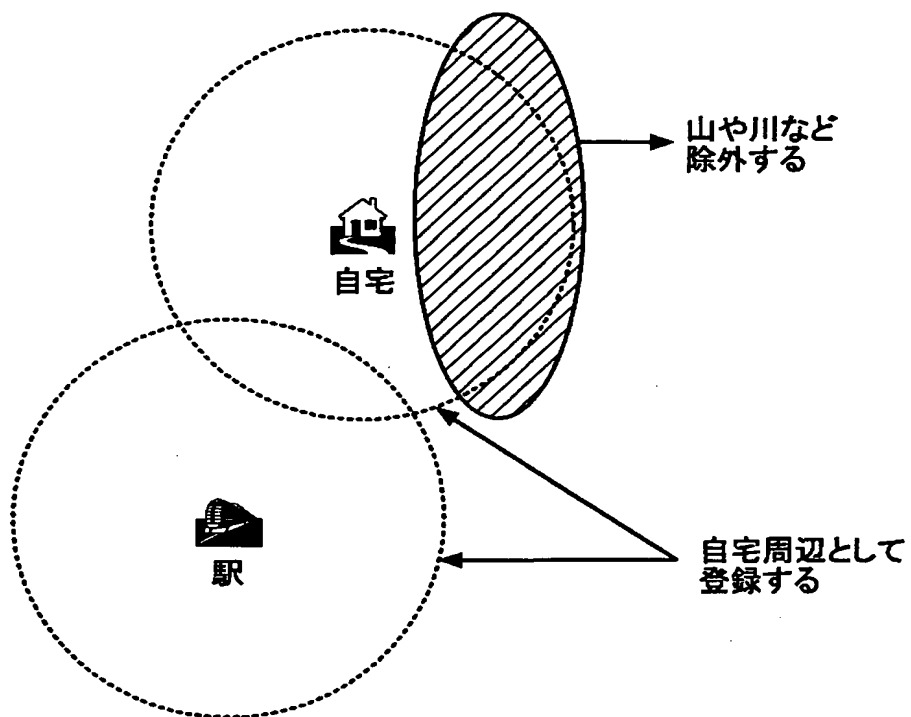 山や川など
除外する
自宅
駅
自宅周辺として
登録する